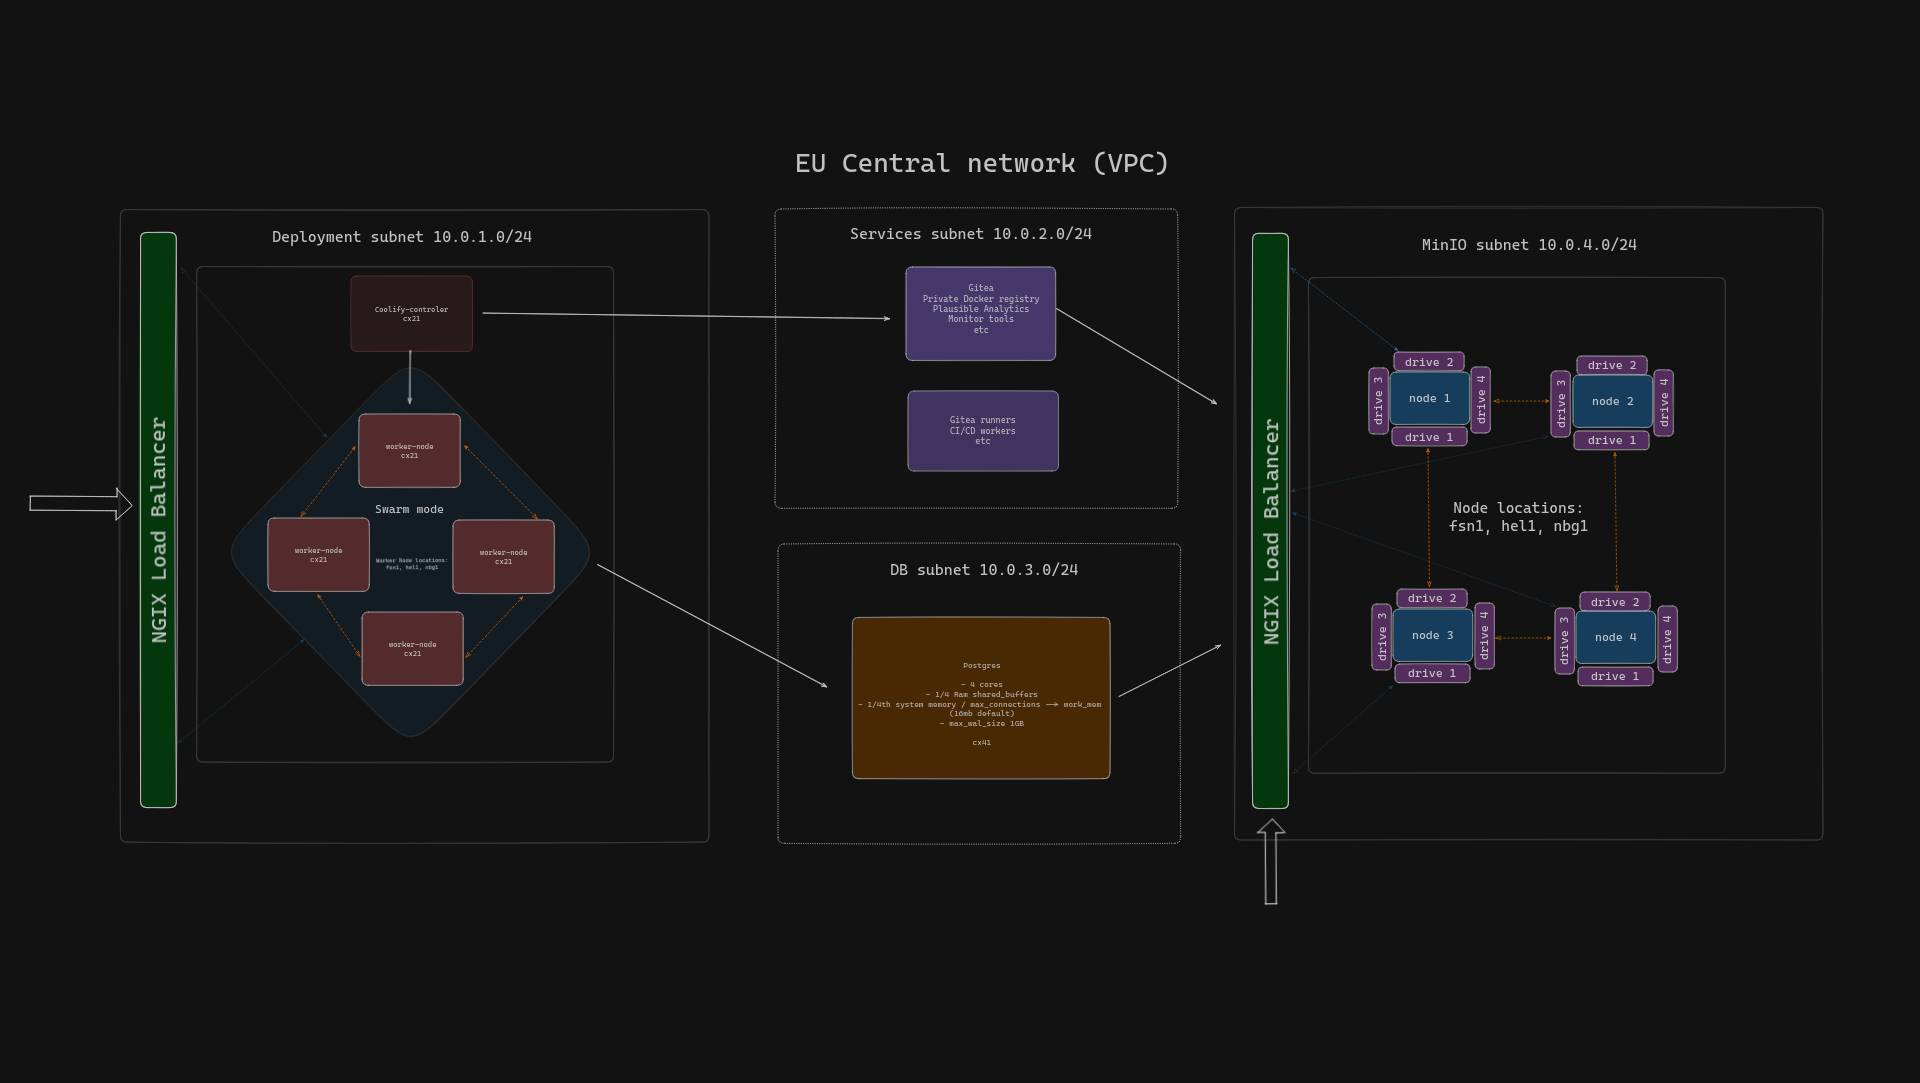 EU Central network (VPC)
Deployment subnet 10.0.1.0/24
NGIX Load Balancer
Coolify-controler
cx21
worker-node
cx21
Swarm mode
worker-node
cx21
Worker Node locations:
fsn1, hel1, nbg1
worker-node
cx21
worker-node
cx21
Services subnet 10.0.2.0/24
Gitea
Private Docker registry
Plausible Analytics
Monitor tools
etc
Gitea runners
CI/CD workers
etc
DB subnet 10.0.3.0/24
Postgres
- 4 cores
- 1/4 Ram shared_buffers
- 1/4th system memory / max_connections —> work_mem
(16mb default)
- max_wal_size 1GB
cx41
MinIO subnet 10.0.4.0/24
NGIX Load Balancer
drive 2
drive 3
node 1
drive 4
drive 1
drive 2
drive 3
node 2
drive 4
drive 1
Node locations:
fsn1, hel1, nbg1
drive 2
drive 3
node 3
drive 4
drive 1
drive 2
drive 3
node 4
drive 4
drive 1